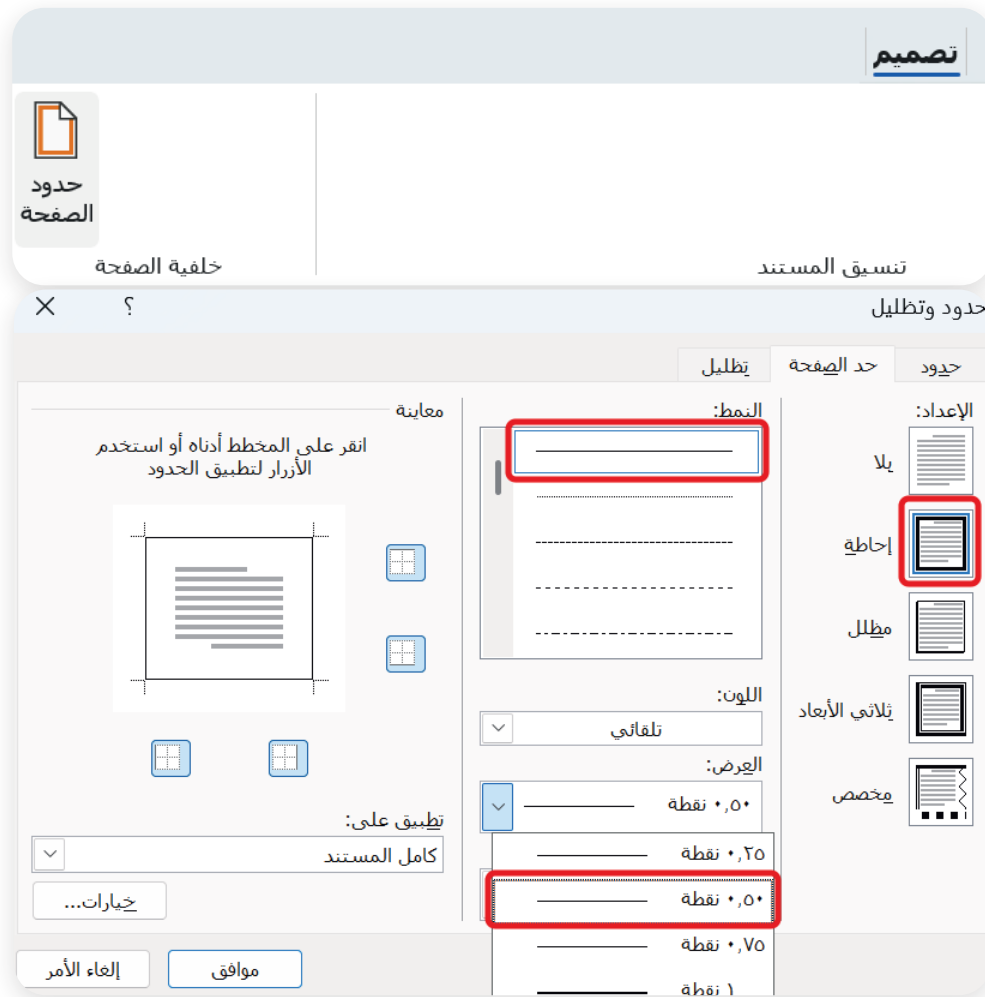 تصميم
حدود
الصفحة
تنسيق المستند
خلفية الصفحة
حدود وتظليل
؟
حدود
حد الصفحة
تظليل
الإعداد:
بلا
إحاطة
مظلل
ثلاثي الأبعاد
مخصص
النمط:
اللون:
تلقائي
العرض:
٠,٥٠ نقطة
٠,٢٥ نقطة
٠,٥٠ نقطة
٠,٧٥ نقطة
١ نقطة
معاينة
انقر على المخطط أدناه أو استخدم
الأزرار لتطبيق الحدود
تطبيق على:
كامل المستند
خيارات...
موافق
إلغاء الأمر